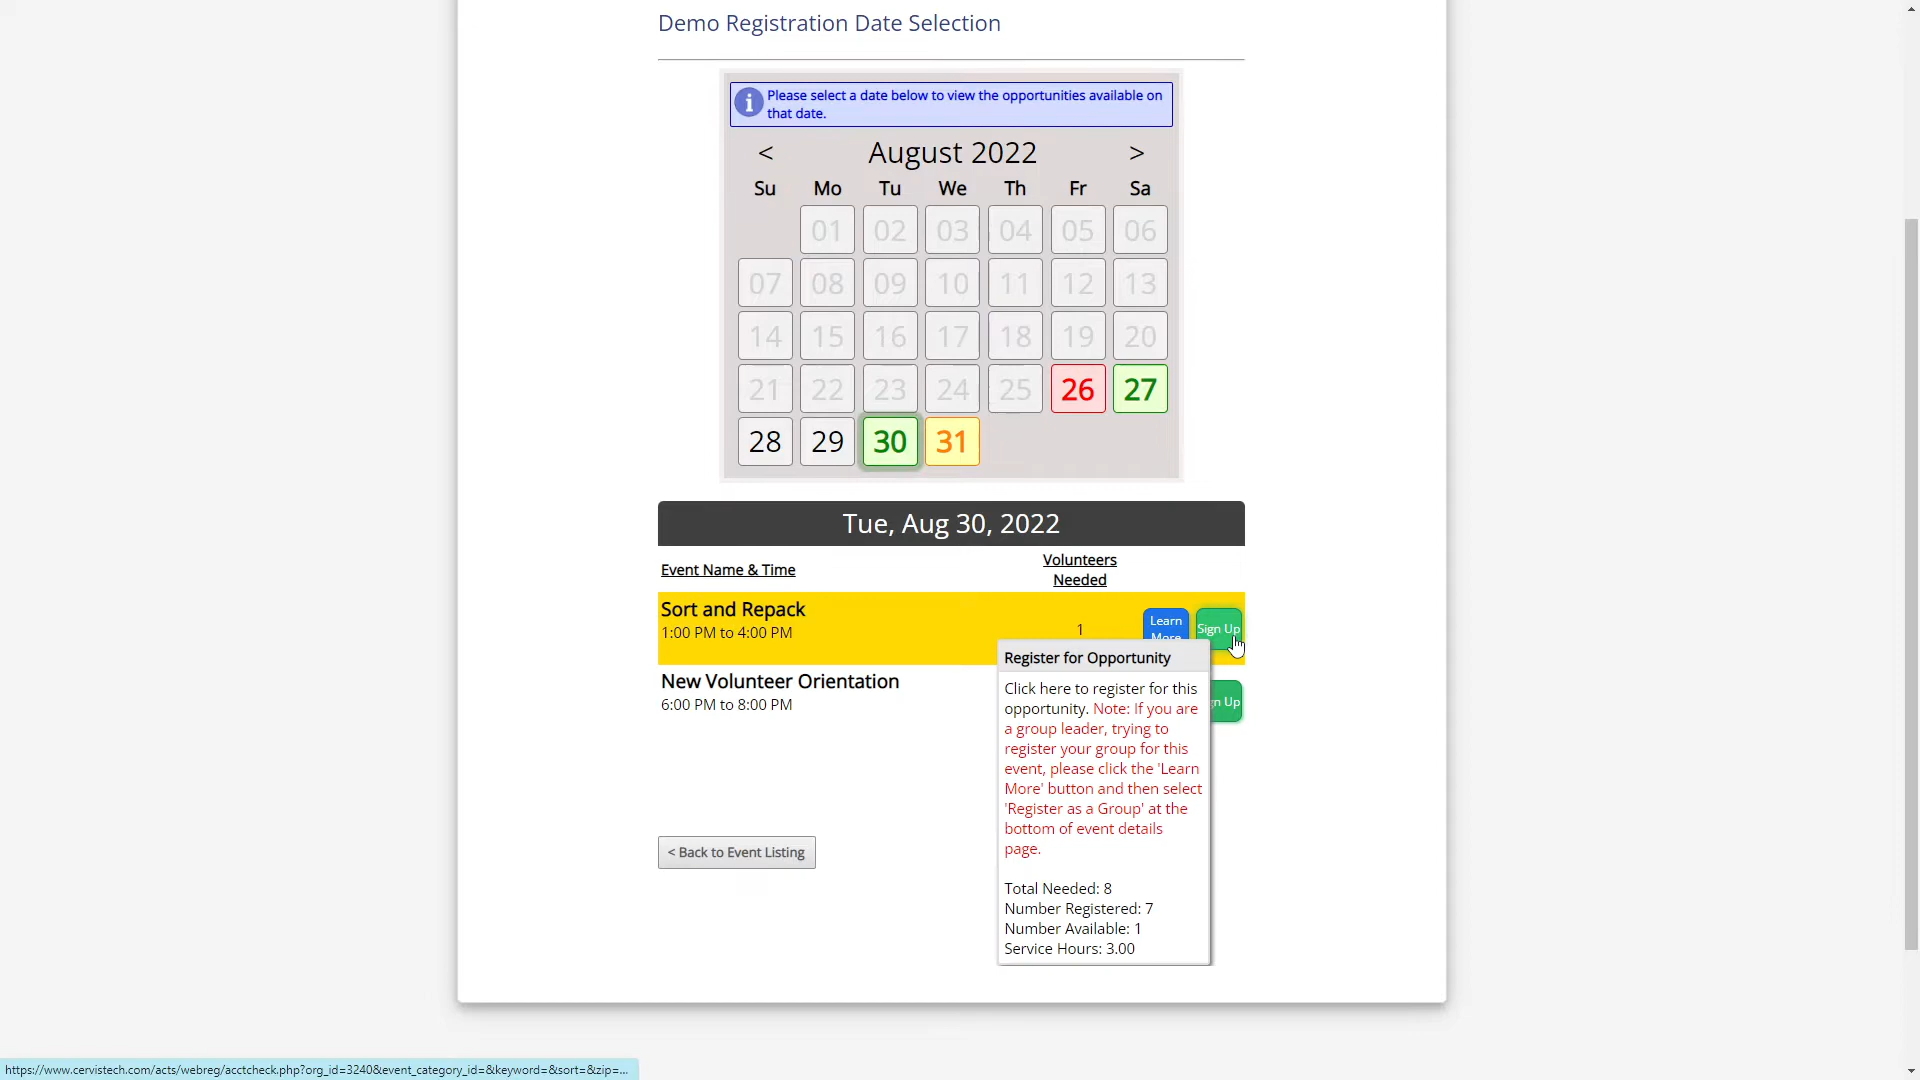 Demo Registration Date Selection
Please select a date below to view the opportunities available on
that date.
< August 2022 >
Su Mo Tu We Th Fr Sa
01 02 03 04 05 06
07 08 09 10 11 12 13
14 15 16 17 18 19 20
21 22 23 24 25 26 27
28 29 30 31
Tue, Aug 30, 2022
Event Name & Time
Volunteers
Needed
Sort and Repack
1:00 PM to 4:00 PM
1
Learn
More
Sign Up
Register for Opportunity
Click here to register for this
opportunity. Note: If you are
a group leader, trying to
register your group for this
event, please click the 'Learn
More' button and then select
'Register as a Group' at the
bottom of event details
page.
Total Needed: 8
Number Registered: 7
Number Available: 1
Service Hours: 3.00
New Volunteer Orientation
6:00 PM to 8:00 PM
Up
< Back to Event Listing
https://www.cervistech.com/acts/webreg/acctcheck.php?org_id=3240&event_category_id=&keyword=&sort=&zip=...